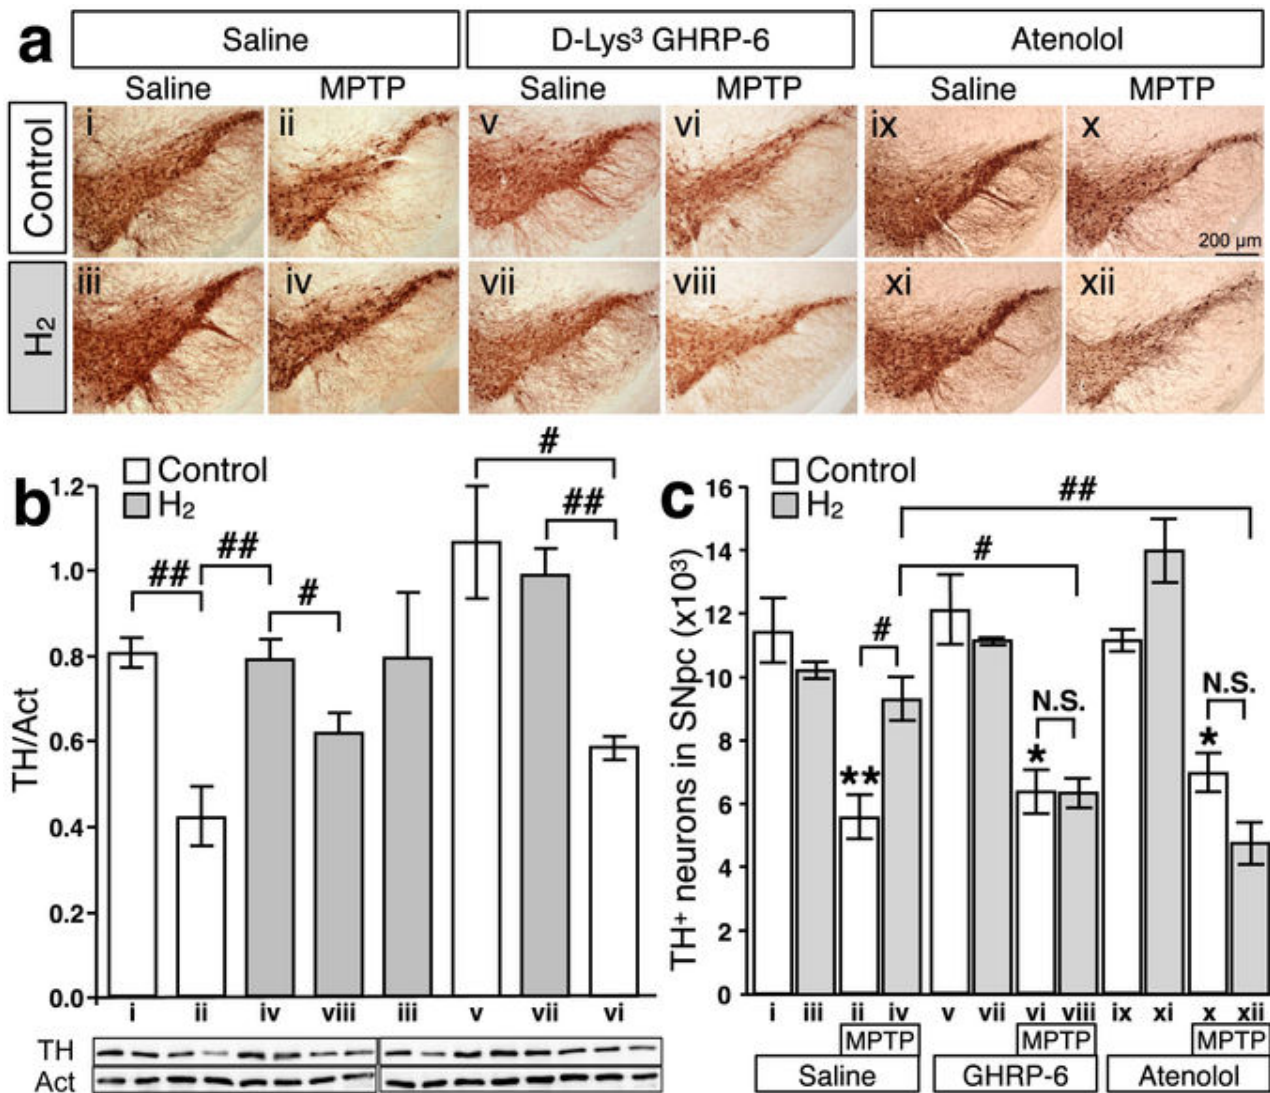 a
Saline D-Lys³ GHRP-6 Atenolol
Saline MPTP Saline MPTP Saline MPTP
Control
i ii v vi ix x
200 µm
H₂
iii iv vii viii xi xii
b
Control
H₂
TH/Act
1.2
1.0
0.8
0.6
0.4
0.2
0.0
## ## # # ##
i ii iv viii iii v vii vi
TH
Act
c
Control
H₂
TH⁺ neurons in SNpc (x10³)
16
14
12
10
8
6
4
2
0
##
#
#
N.S. N.S.
** * *
i iii ii iv v vii vi viii ix xi x xii
MPTP MPTP MPTP
Saline GHRP-6 Atenolol